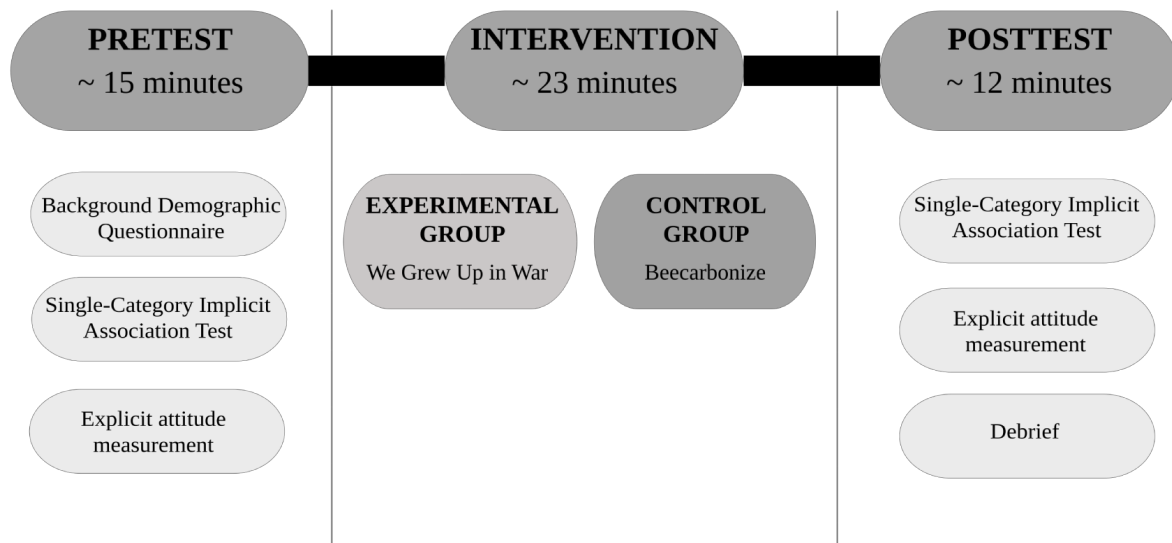 PRETEST
~ 15 minutes
INTERVENTION
~ 23 minutes
POSTTEST
~ 12 minutes
Background Demographic
Questionnaire
Single-Category Implicit
Association Test
Explicit attitude
measurement
EXPERIMENTAL
GROUP
We Grew Up in War
CONTROL
GROUP
Beecarbonize
Single-Category Implicit
Association Test
Explicit attitude
measurement
Debrief